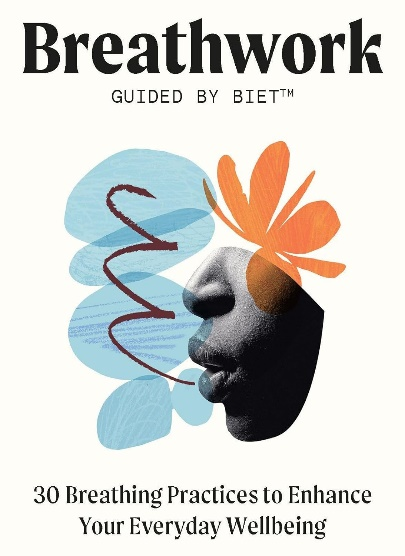 Breathwork
GUIDED BY BIET™
30 Breathing Practices to Enhance
Your Everyday Wellbeing